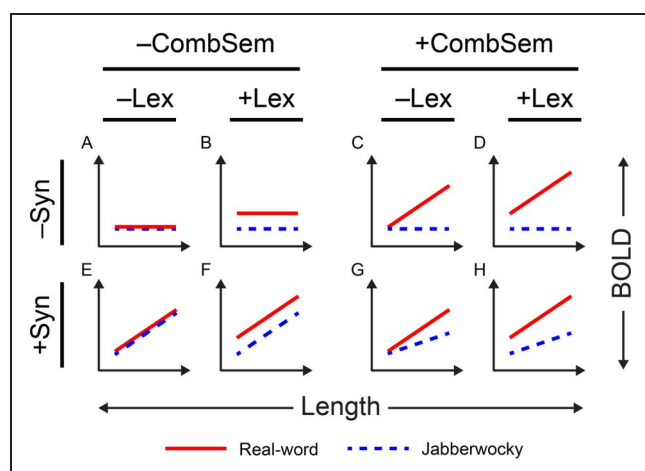 –CombSem +CombSem
–Lex +Lex –Lex +Lex
A B C D
–Syn
E F G H
+Syn
BOLD
Length
Real-word Jabberwocky